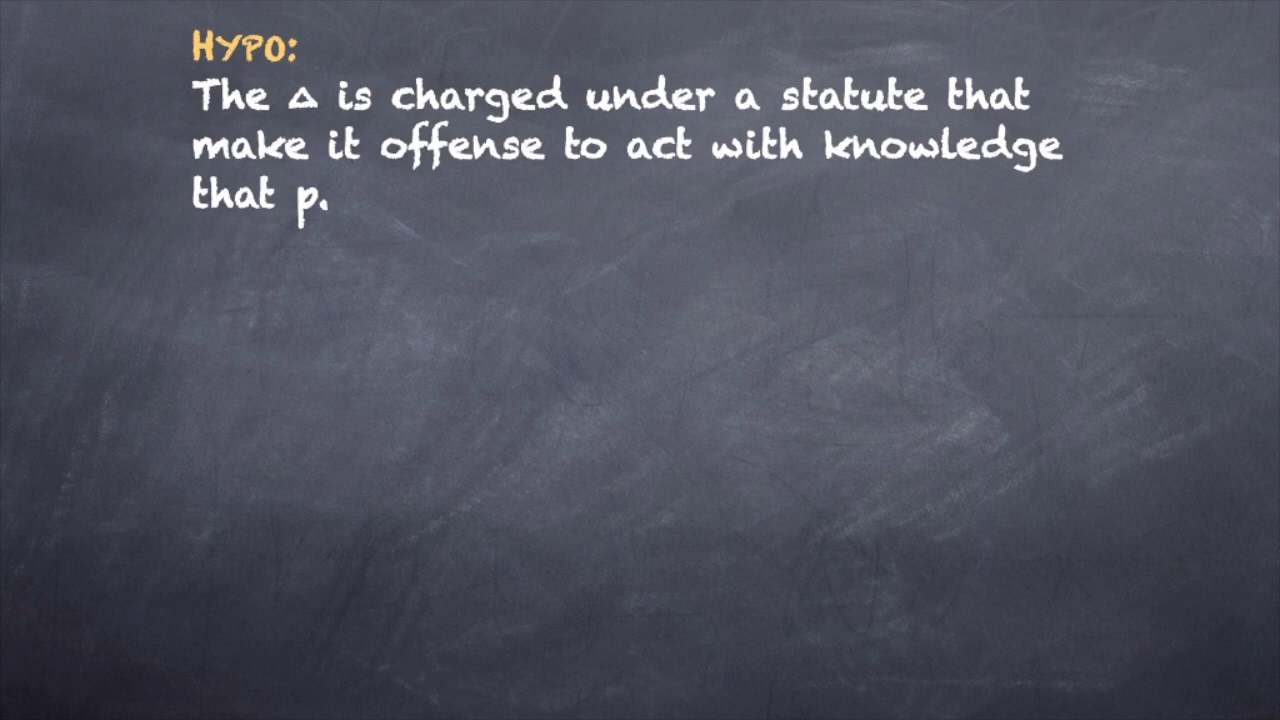 Hypo:
The Δ is charged under a statute that
make it offense to act with knowledge
that p.